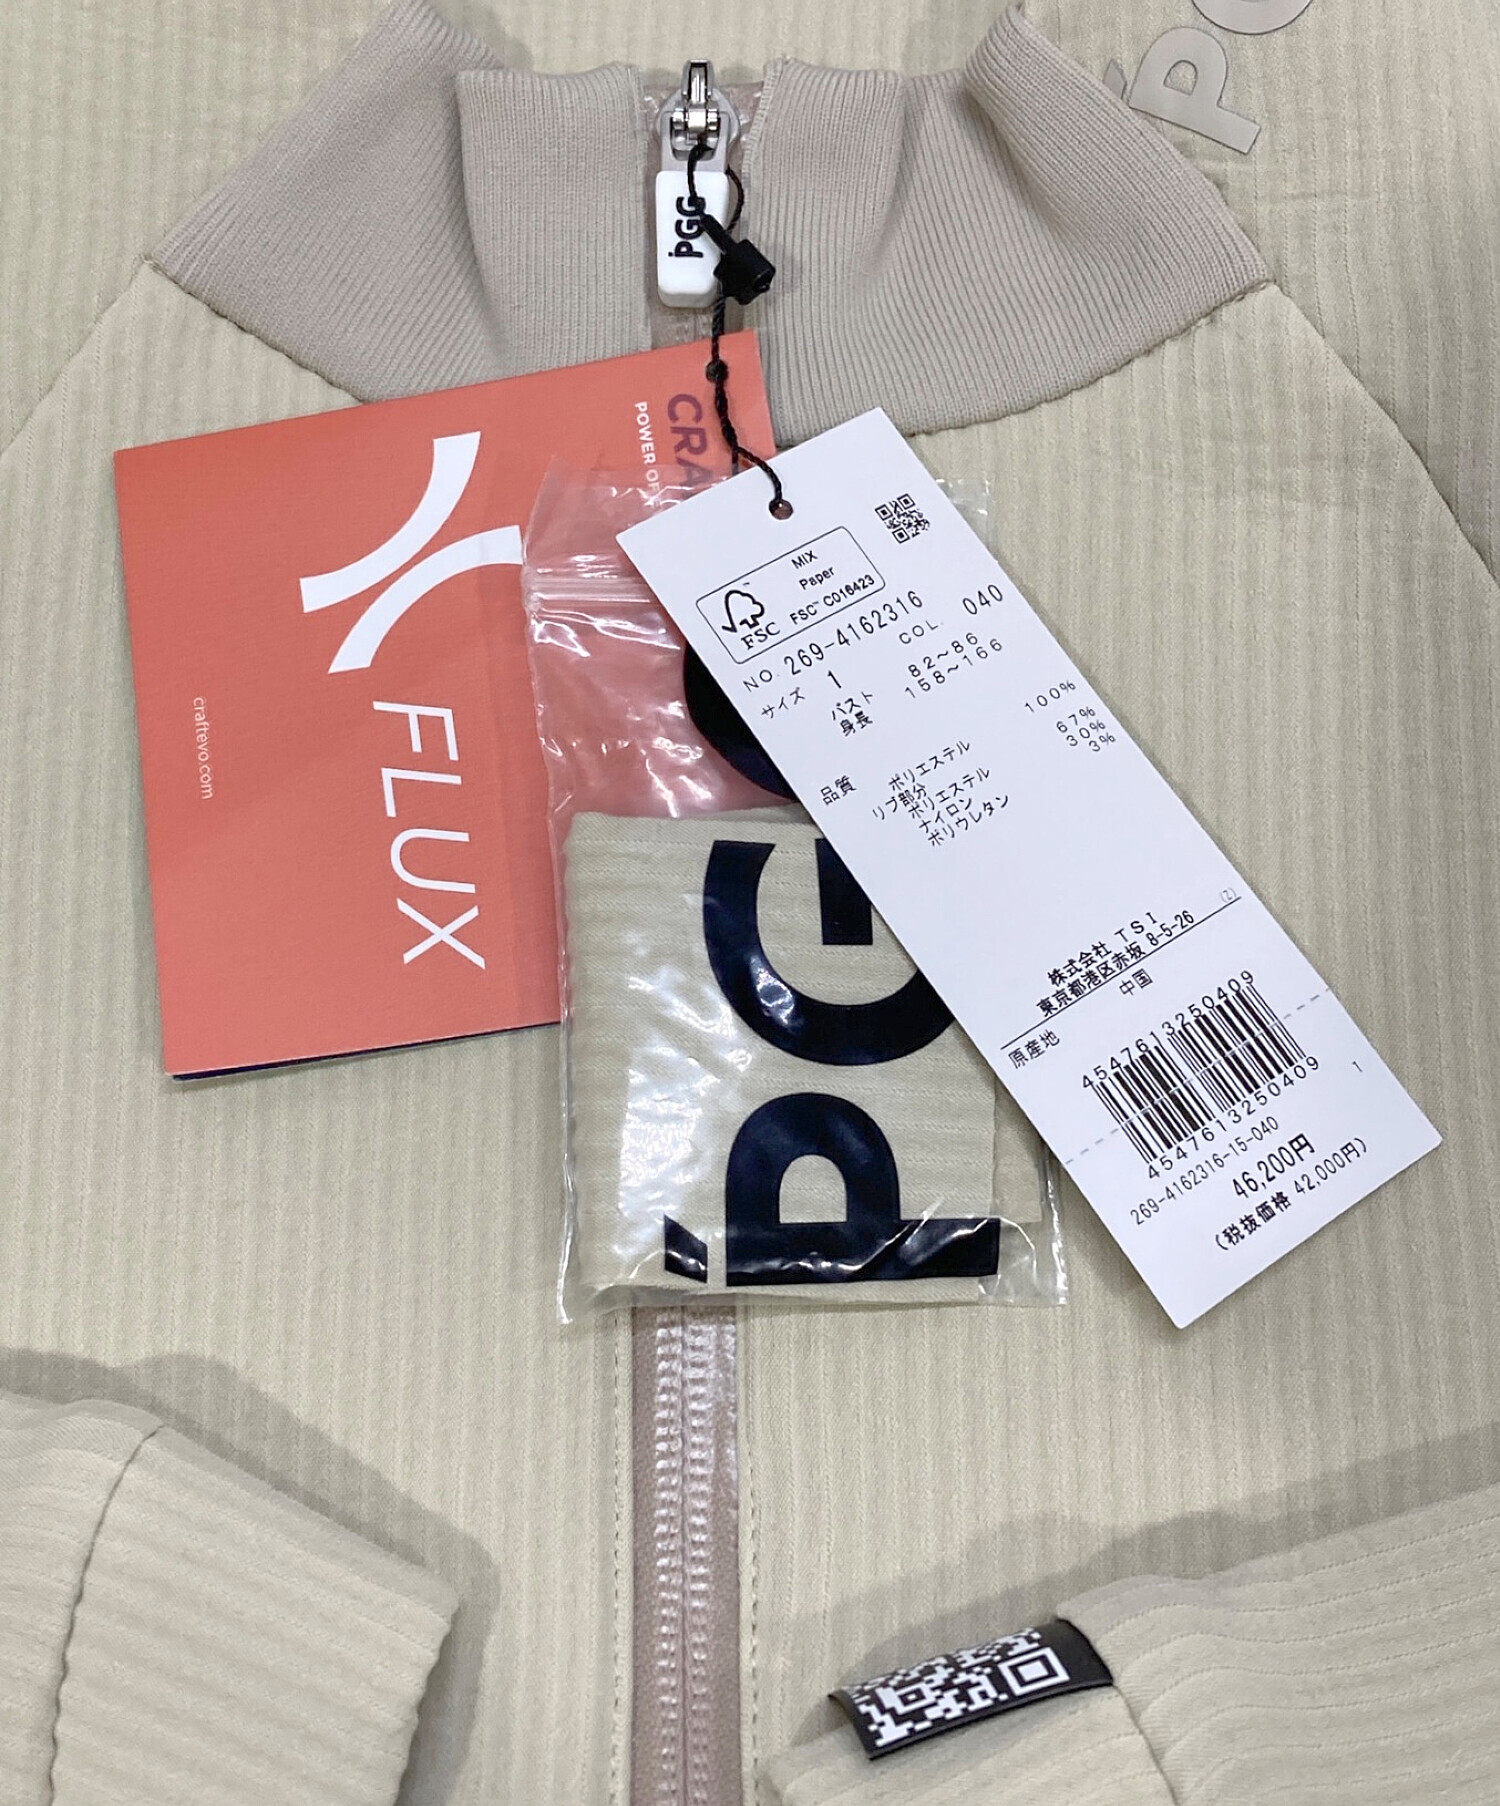 PG
PGG
CRA
POWER OF
FLUX
craftevo.com
PG
MIX
Paper
FSC™ C016423
FSC
NO. 269-4162316
COL. 040
サイズ 1
バスト 82~86
身長 158~166
品質 ポリエステル 100%
リブ部分
ポリエステル 67%
ナイロン 30%
ポリウレタン 3%
(Z)
株式会社 TSI
東京都港区赤坂 8-5-26
原産地 中国
4547613250409
4547613250409
1
269-4162316-15-040
46,200円
(税抜価格 42,000円)